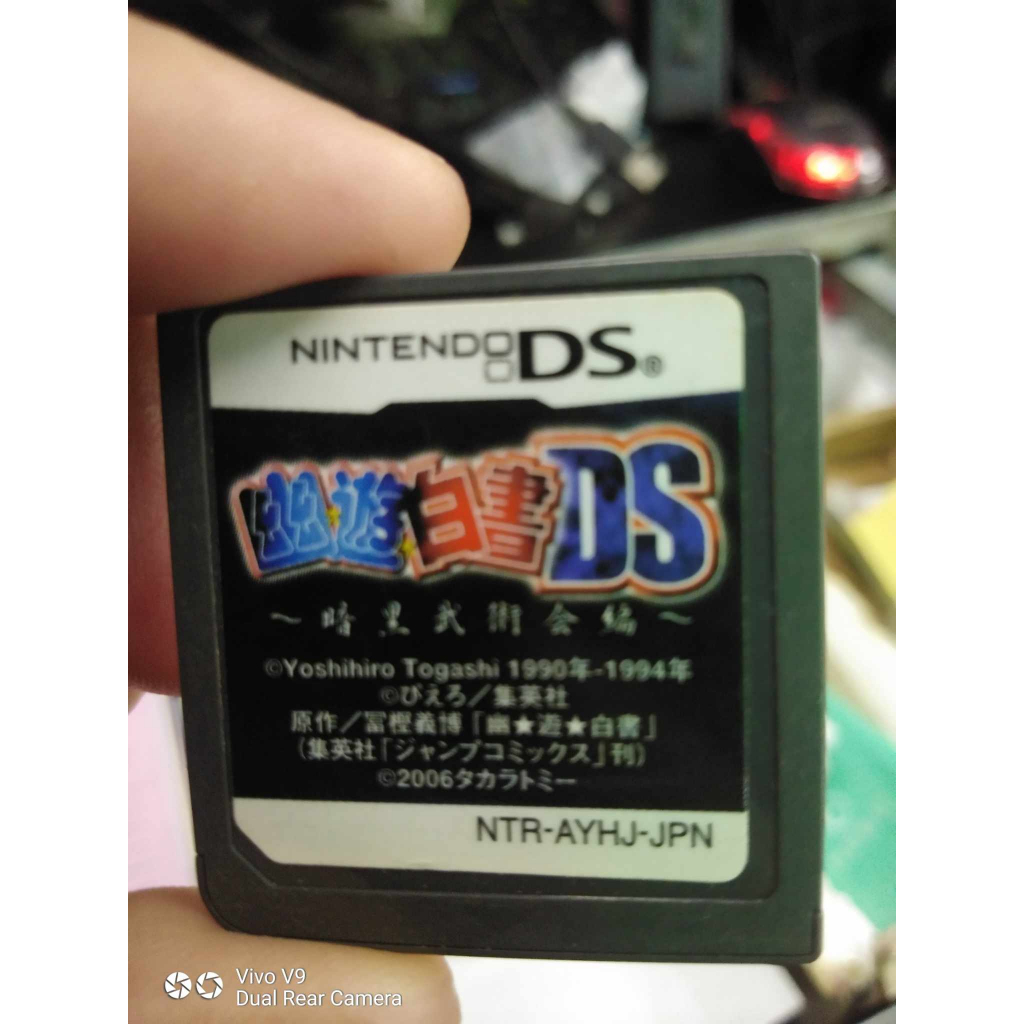 NINTENDO DS®
幽★遊★白書DS
～暗黒武術会編～
©Yoshihiro Togashi 1990年-1994年
©ぴえろ／集英社
原作／冨樫義博「幽★遊★白書」
（集英社「ジャンプコミックス」刊）
©2006タカラトミー
NTR-AYHJ-JPN
Vivo V9
Dual Rear Camera